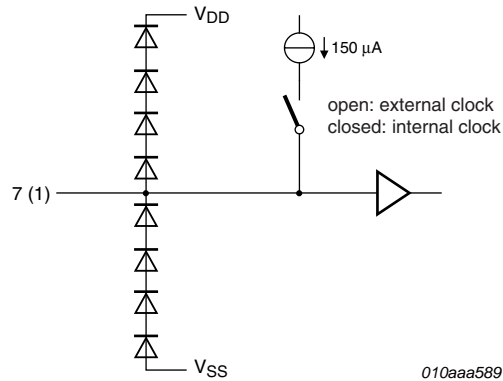 VDD
150 μA
open: external clock
closed: internal clock
7 (1)
VSS
010aaa589